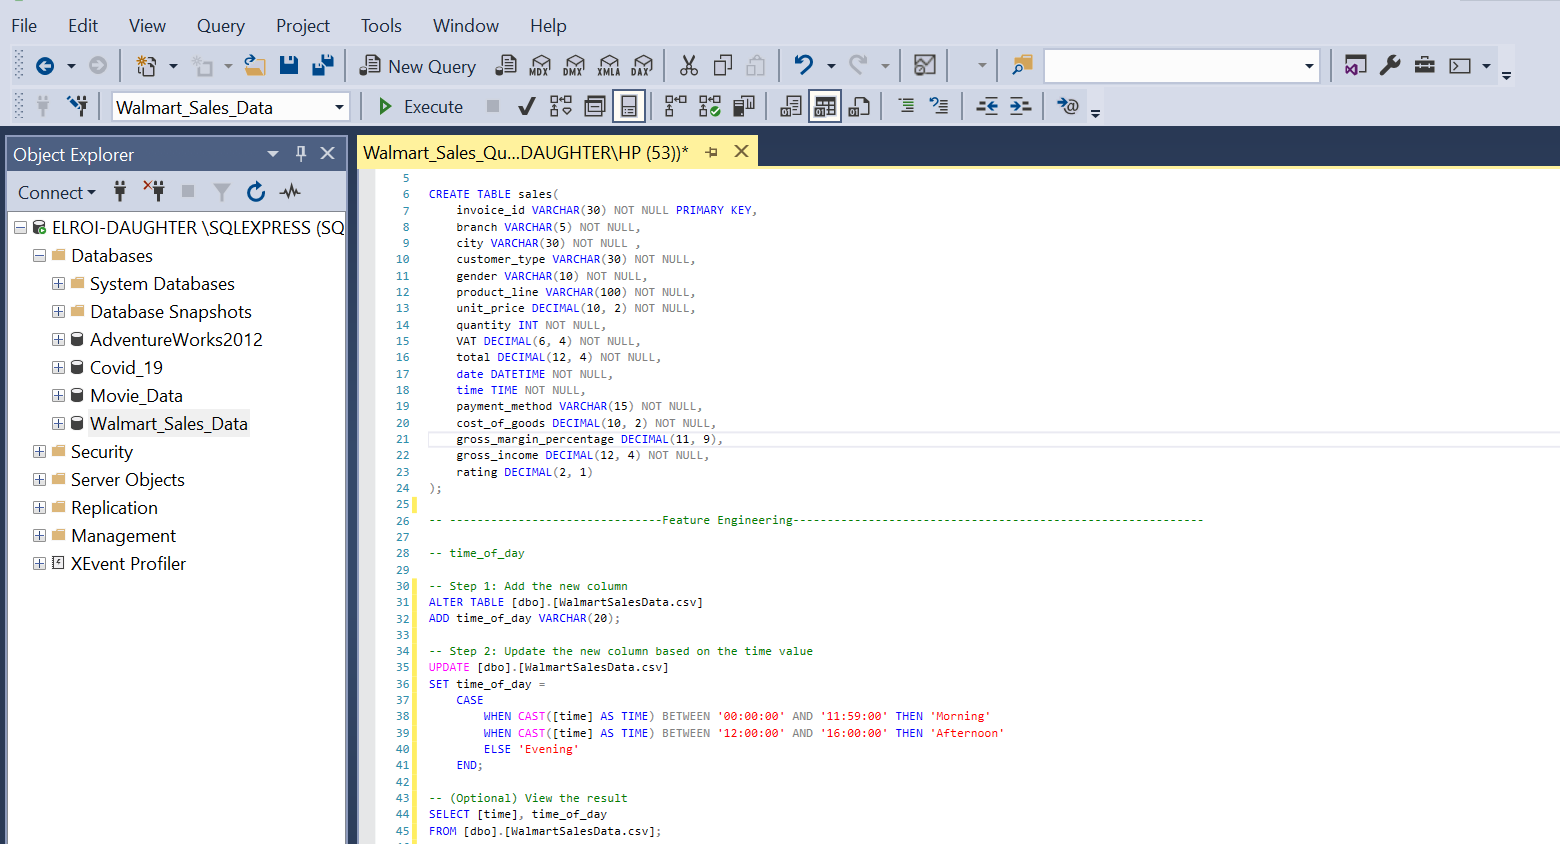 File Edit View Query Project Tools Window Help
New Query MDX DMX XMLA DAX
Walmart_Sales_Data Execute
Object Explorer
Connect
ELROI-DAUGHTER \SQLEXPRESS (SQ
Databases
System Databases
Database Snapshots
AdventureWorks2012
Covid_19
Movie_Data
Walmart_Sales_Data
Security
Server Objects
Replication
Management
XEvent Profiler
Walmart_Sales_Qu...DAUGHTER\HP (53))*
5
6 CREATE TABLE sales(
7 invoice_id VARCHAR(30) NOT NULL PRIMARY KEY,
8 branch VARCHAR(5) NOT NULL,
9 city VARCHAR(30) NOT NULL ,
10 customer_type VARCHAR(30) NOT NULL,
11 gender VARCHAR(10) NOT NULL,
12 product_line VARCHAR(100) NOT NULL,
13 unit_price DECIMAL(10, 2) NOT NULL,
14 quantity INT NOT NULL,
15 VAT DECIMAL(6, 4) NOT NULL,
16 total DECIMAL(12, 4) NOT NULL,
17 date DATETIME NOT NULL,
18 time TIME NOT NULL,
19 payment_method VARCHAR(15) NOT NULL,
20 cost_of_goods DECIMAL(10, 2) NOT NULL,
21 gross_margin_percentage DECIMAL(11, 9),
22 gross_income DECIMAL(12, 4) NOT NULL,
23 rating DECIMAL(2, 1)
24 );
25
26 -- -------------------------------Feature Engineering------------------------------------------------------------
27
28 -- time_of_day
29
30 -- Step 1: Add the new column
31 ALTER TABLE [dbo].[WalmartSalesData.csv]
32 ADD time_of_day VARCHAR(20);
33
34 -- Step 2: Update the new column based on the time value
35 UPDATE [dbo].[WalmartSalesData.csv]
36 SET time_of_day =
37 CASE
38 WHEN CAST([time] AS TIME) BETWEEN '00:00:00' AND '11:59:00' THEN 'Morning'
39 WHEN CAST([time] AS TIME) BETWEEN '12:00:00' AND '16:00:00' THEN 'Afternoon'
40 ELSE 'Evening'
41 END;
42
43 -- (Optional) View the result
44 SELECT [time], time_of_day
45 FROM [dbo].[WalmartSalesData.csv];